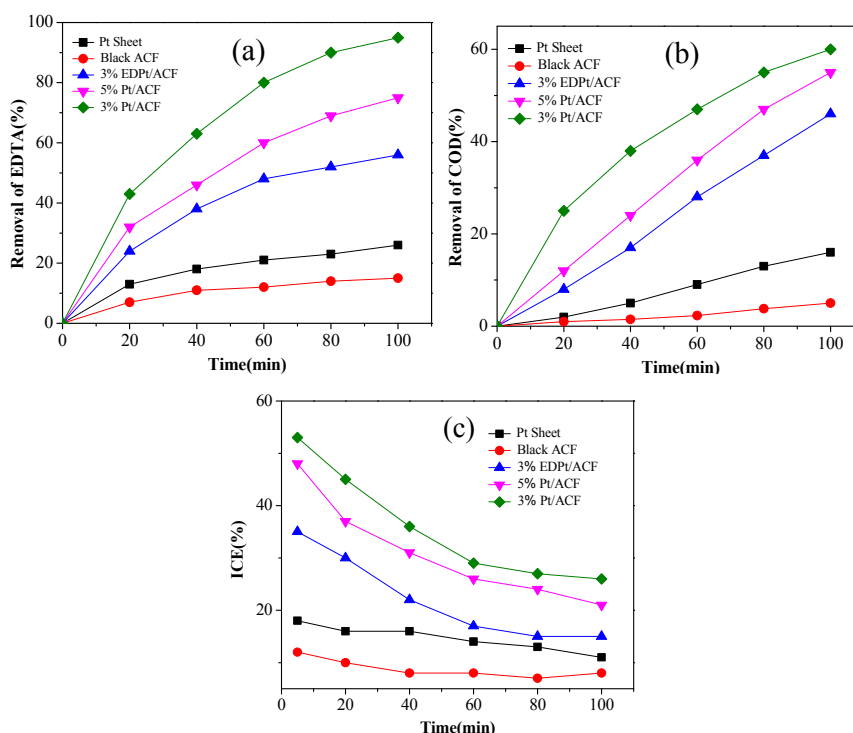 (a)
Pt Sheet
Black ACF
3% EDPt/ACF
5% Pt/ACF
3% Pt/ACF
Removal of EDTA(%)
100
80
60
40
20
0
0 20 40 60 80 100
Time(min)
(b)
Pt Sheet
Black ACF
3% EDPt/ACF
5% Pt/ACF
3% Pt/ACF
Removal of COD(%)
60
40
20
0
0 20 40 60 80 100
Time(min)
(c)
Pt Sheet
Black ACF
3% EDPt/ACF
5% Pt/ACF
3% Pt/ACF
ICE(%)
60
40
20
0 20 40 60 80 100
Time(min)